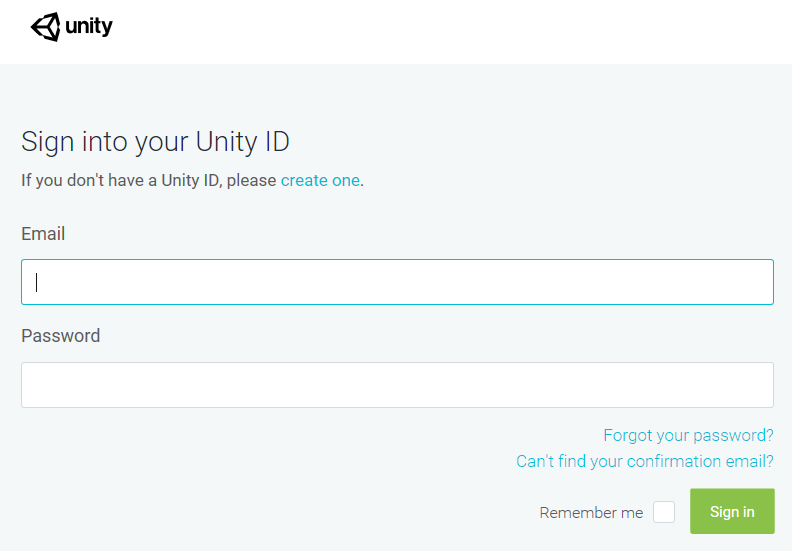 unity
Sign into your Unity ID
If you don't have a Unity ID, please create one.
Email
Password
Forgot your password?
Can't find your confirmation email?
Remember me
Sign in